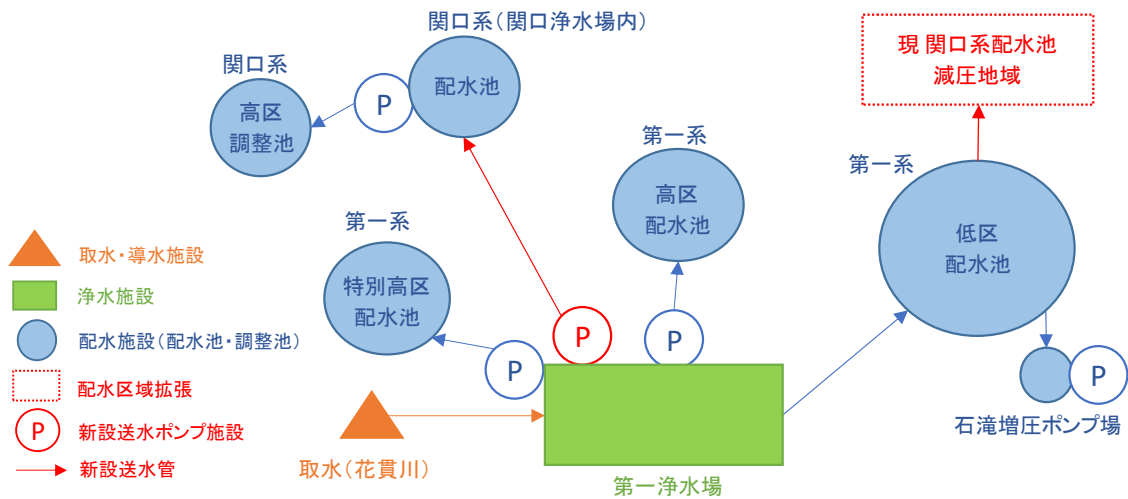 関口系(関口浄水場内)
関口系
高区
調整池
P
配水池
現 関口系配水池
減圧地域
第一系
高区
配水池
第一系
低区
配水池
第一系
特別高区
配水池
P
P
P
P
石滝増圧ポンプ場
取水(花貫川)
第一浄水場
取水・導水施設
浄水施設
配水施設(配水池・調整池)
配水区域拡張
P
新設送水ポンプ施設
新設送水管